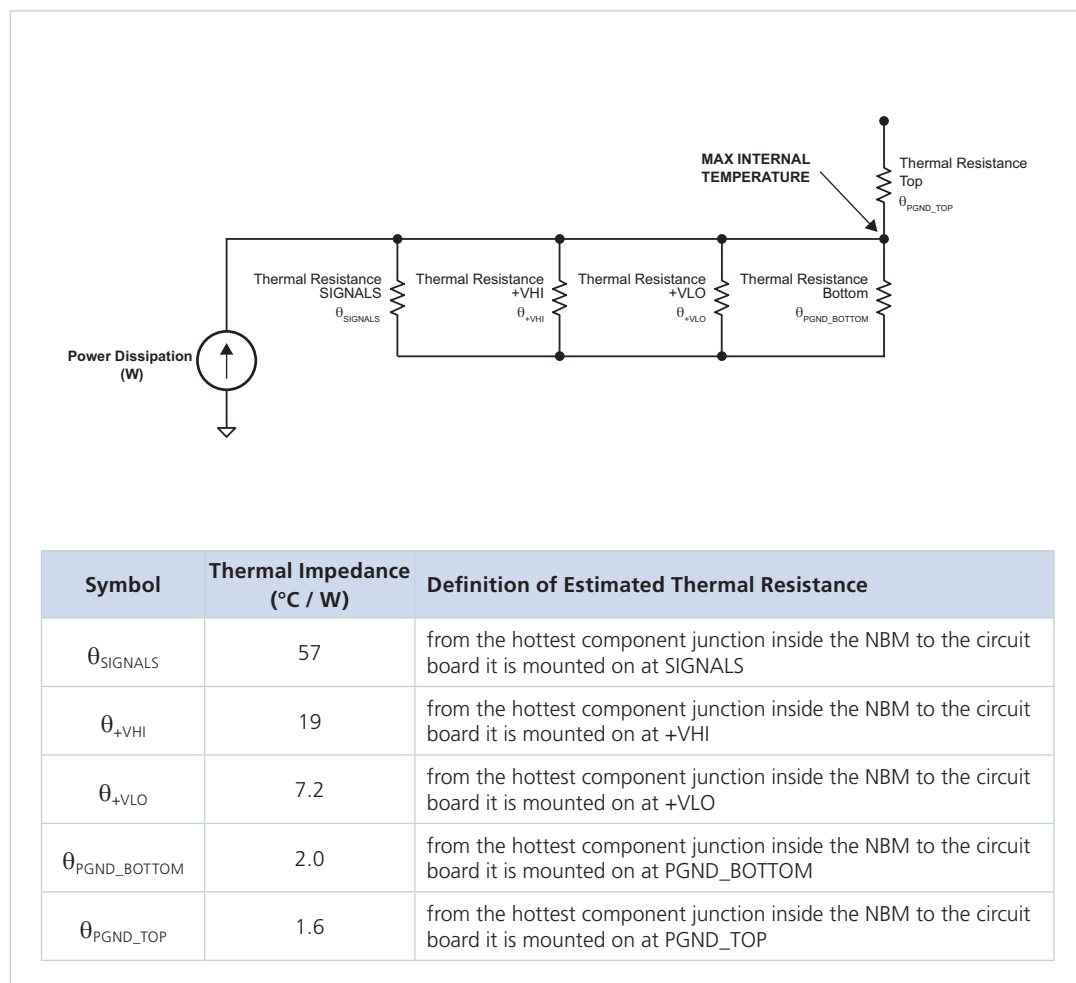 MAX INTERNAL
TEMPERATURE
Thermal Resistance
Top
θPGND_TOP
Thermal Resistance
SIGNALS
θSIGNALS
Thermal Resistance
+VHI
θ+VHI
Thermal Resistance
+VLO
θ+VLO
Thermal Resistance
Bottom
θPGND_BOTTOM
Power Dissipation
(W)
Symbol
Thermal Impedance
(°C / W)
Definition of Estimated Thermal Resistance
θSIGNALS
57
from the hottest component junction inside the NBM to the circuit
board it is mounted on at SIGNALS
θ+VHI
19
from the hottest component junction inside the NBM to the circuit
board it is mounted on at +VHI
θ+VLO
7.2
from the hottest component junction inside the NBM to the circuit
board it is mounted on at +VLO
θPGND_BOTTOM
2.0
from the hottest component junction inside the NBM to the circuit
board it is mounted on at PGND_BOTTOM
θPGND_TOP
1.6
from the hottest component junction inside the NBM to the circuit
board it is mounted on at PGND_TOP